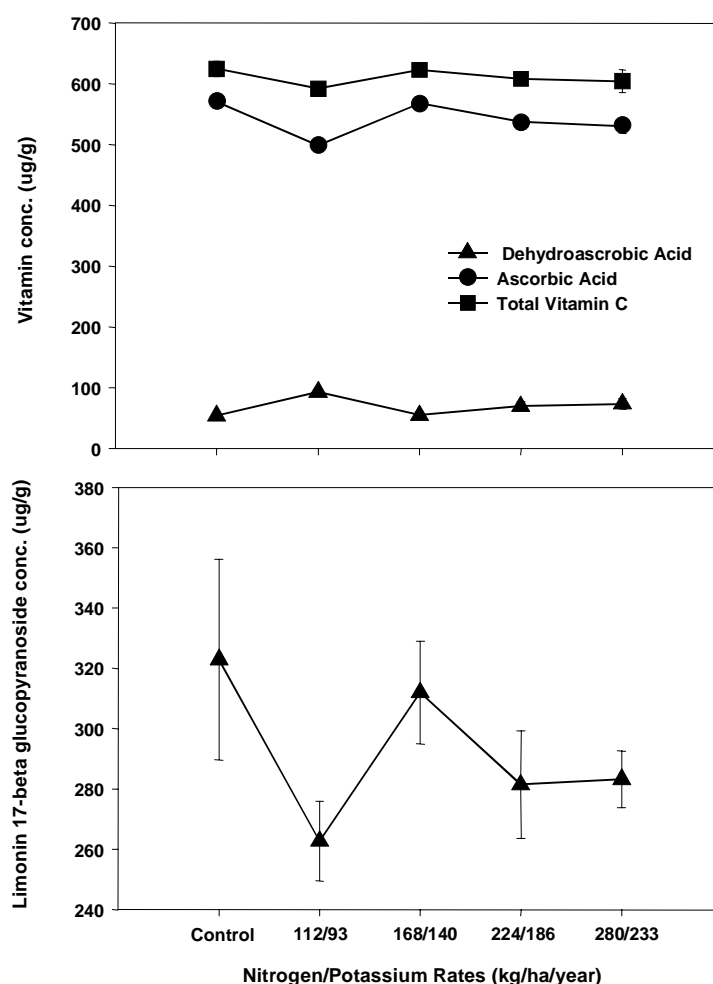 700
600
500
400
300
200
100
0
Vitamin conc. (ug/g)
Dehydroascrobic Acid
Ascorbic Acid
Total Vitamin C
380
360
340
320
300
280
260
240
Limonin 17-beta glucopyranoside conc. (ug/g)
Control 112/93 168/140 224/186 280/233
Nitrogen/Potassium Rates (kg/ha/year)